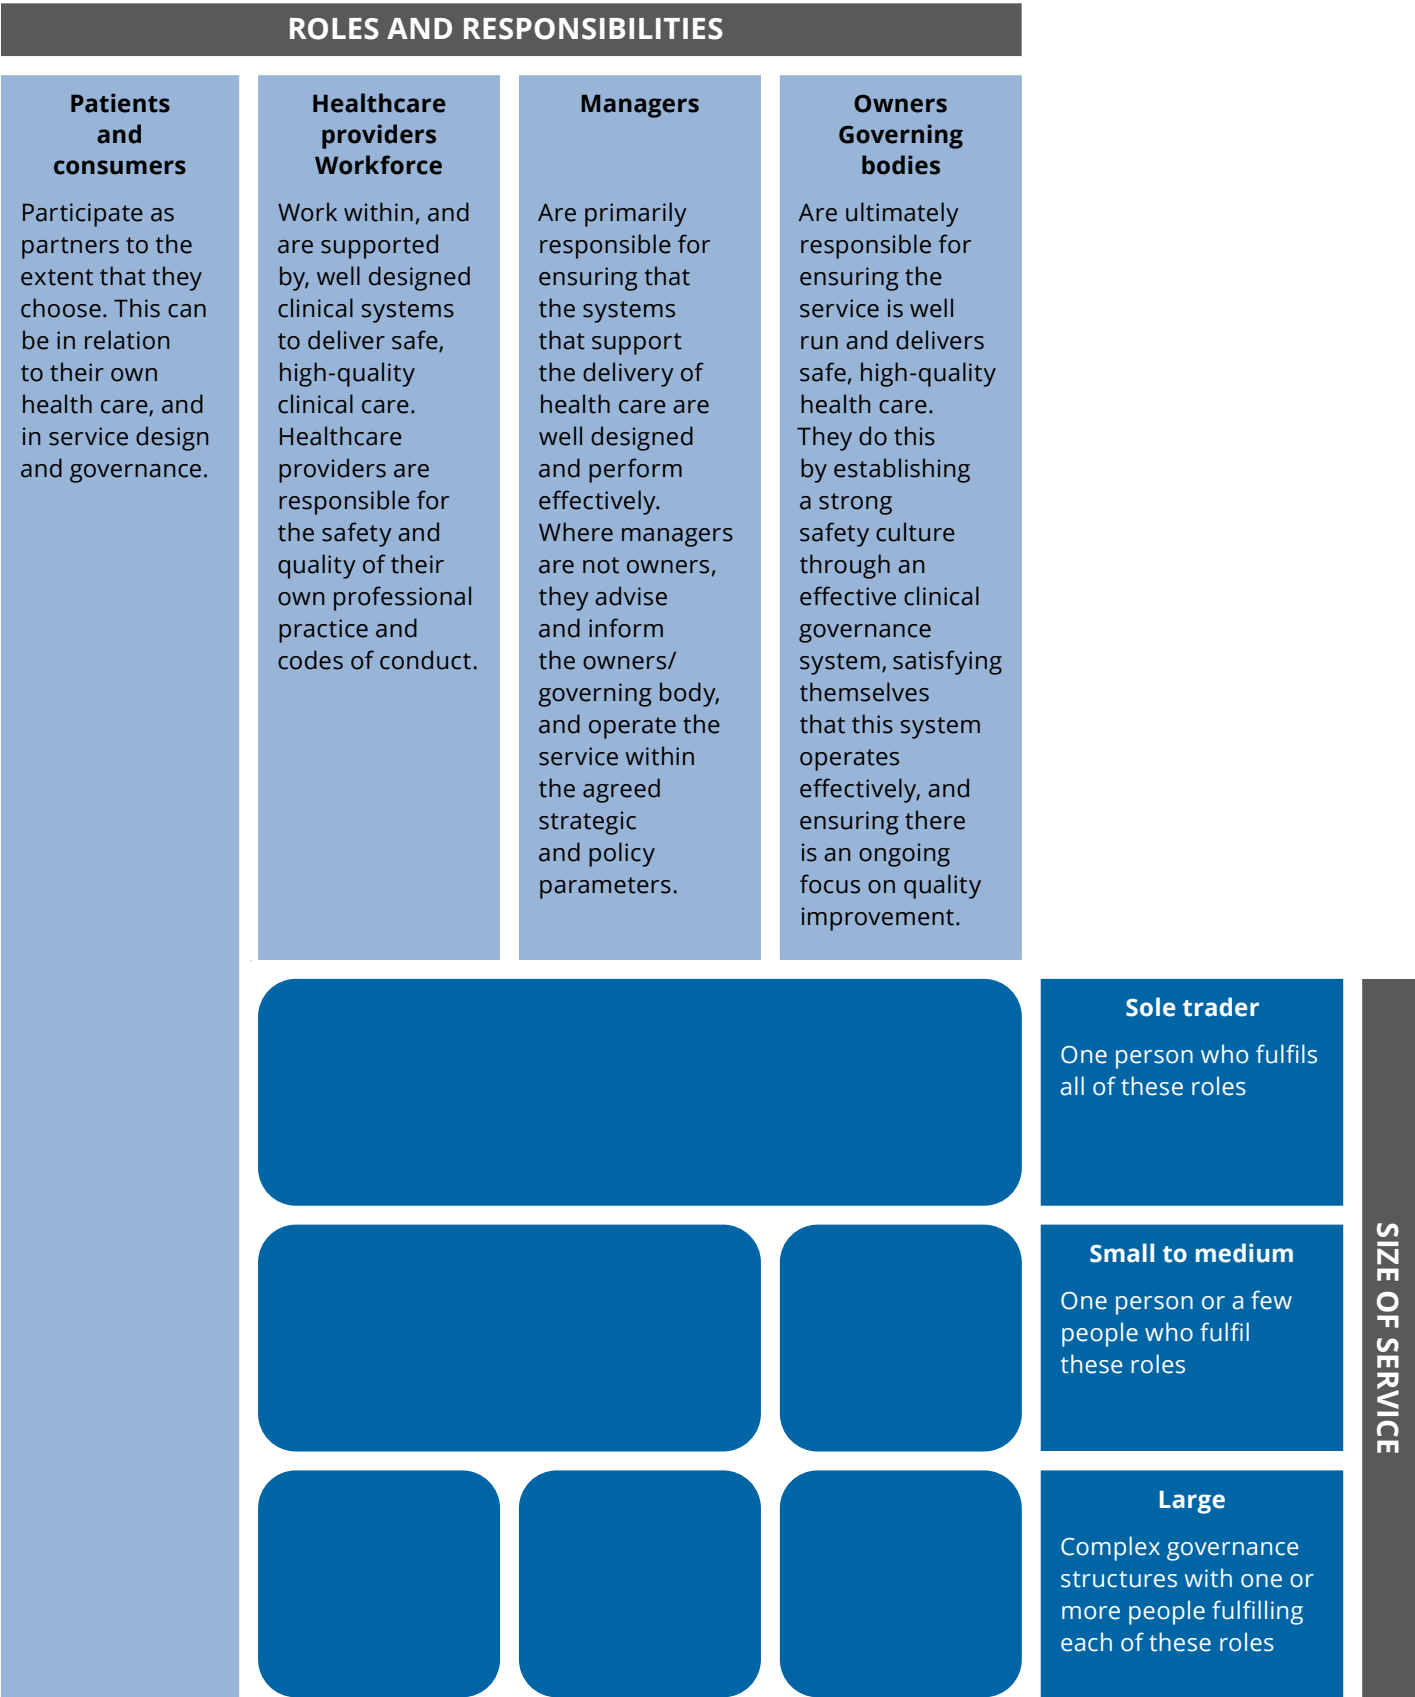 ROLES AND RESPONSIBILITIES
Patients
and
consumers
Participate as
partners to the
extent that they
choose. This can
be in relation
to their own
health care, and
in service design
and governance.
Healthcare
providers
Workforce
Work within, and
are supported
by, well designed
clinical systems
to deliver safe,
high-quality
clinical care.
Healthcare
providers are
responsible for
the safety and
quality of their
own professional
practice and
codes of conduct.
Managers
Are primarily
responsible for
ensuring that
the systems
that support
the delivery of
health care are
well designed
and perform
effectively.
Where managers
are not owners,
they advise
and inform
the owners/
governing body,
and operate the
service within
the agreed
strategic
and policy
parameters.
Owners
Governing
bodies
Are ultimately
responsible for
ensuring the
service is well
run and delivers
safe, high-quality
health care.
They do this
by establishing
a strong
safety culture
through an
effective clinical
governance
system, satisfying
themselves
that this system
operates
effectively, and
ensuring there
is an ongoing
focus on quality
improvement.
Sole trader
One person who fulfils
all of these roles
Small to medium
One person or a few
people who fulfil
these roles
Large
Complex governance
structures with one or
more people fulfilling
each of these roles
SIZE OF SERVICE